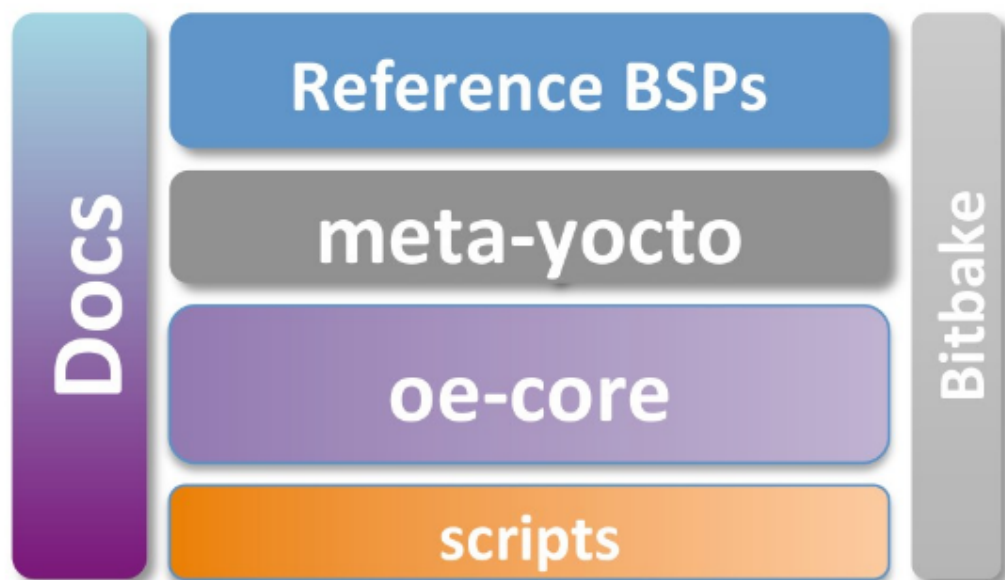 Docs
Reference BSPs
meta-yocto
oe-core
scripts
Bitbake